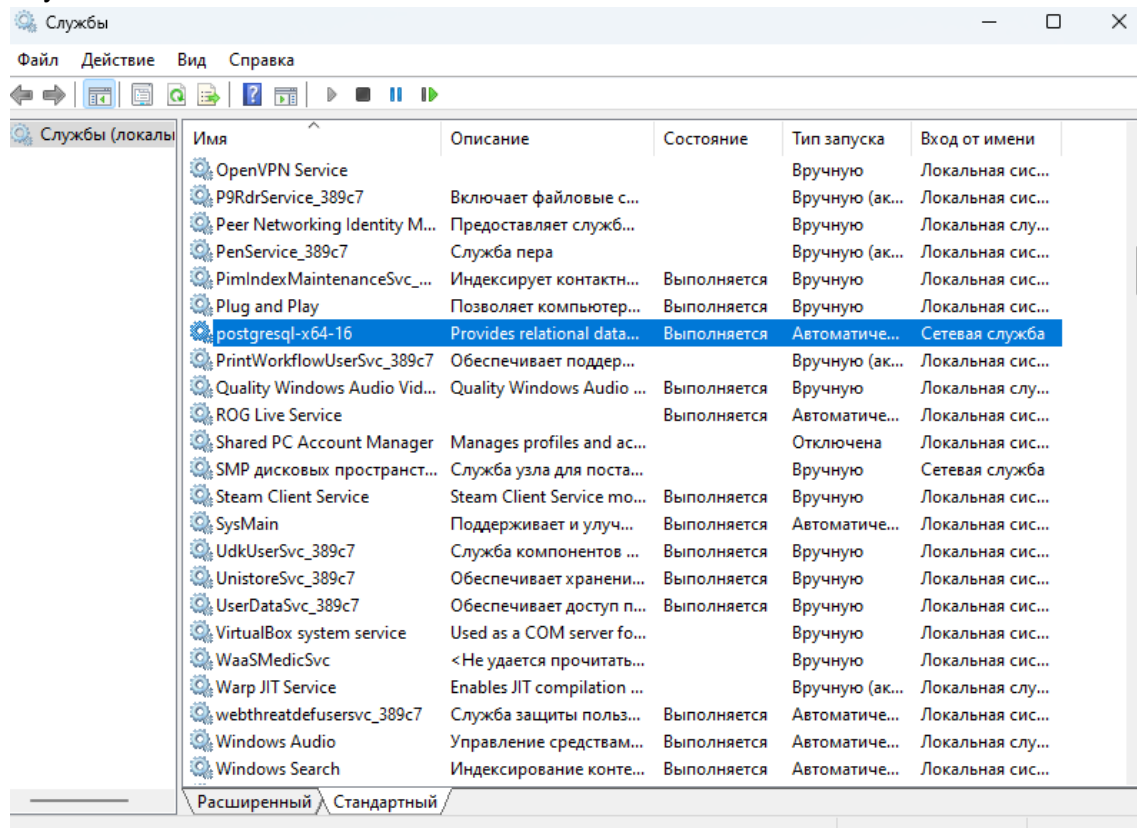 Службы
Файл Действие Вид Справка
Службы (локалы
Имя Описание Состояние Тип запуска Вход от имени
OpenVPN Service Вручную Локальная сис...
P9RdrService_389c7 Включает файловые с... Вручную (ак... Локальная сис...
Peer Networking Identity M... Предоставляет служб... Вручную Локальная слу...
PenService_389c7 Служба пера Вручную (ак... Локальная сис...
PimIndexMaintenanceSvc_... Индексирует контактн... Выполняется Вручную Локальная сис...
Plug and Play Позволяет компьютер... Выполняется Вручную Локальная сис...
postgresql-x64-16 Provides relational data... Выполняется Автоматиче... Сетевая служба
PrintWorkflowUserSvc_389c7 Обеспечивает поддер... Вручную (ак... Локальная сис...
Quality Windows Audio Vid... Quality Windows Audio ... Выполняется Вручную Локальная слу...
ROG Live Service Выполняется Автоматиче... Локальная сис...
Shared PC Account Manager Manages profiles and ac... Отключена Локальная сис...
SMP дисковых пространст... Служба узла для поста... Вручную Сетевая служба
Steam Client Service Steam Client Service mo... Выполняется Вручную Локальная сис...
SysMain Поддерживает и улуч... Выполняется Автоматиче... Локальная сис...
UdkUserSvc_389c7 Служба компонентов ... Выполняется Вручную Локальная сис...
UnistoreSvc_389c7 Обеспечивает хранени... Выполняется Вручную Локальная сис...
UserDataSvc_389c7 Обеспечивает доступ п... Выполняется Вручную Локальная сис...
VirtualBox system service Used as a COM server fo... Вручную Локальная сис...
WaaSMedicSvc <Не удается прочитать... Вручную Локальная сис...
Warp JIT Service Enables JIT compilation ... Вручную (ак... Локальная слу...
webthreatdefusersvc_389c7 Служба защиты польз... Выполняется Автоматиче... Локальная сис...
Windows Audio Управление средствам... Выполняется Автоматиче... Локальная слу...
Windows Search Индексирование конте... Выполняется Автоматиче... Локальная сис...
Расширенный Стандартный